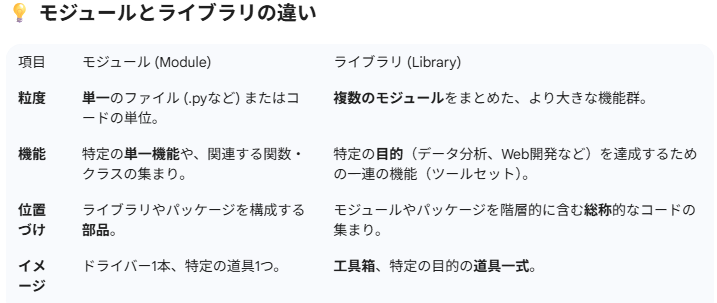 💡 モジュールとライブラリの違い
項目 モジュール (Module) ライブラリ (Library)
粒度 単一のファイル (.pyなど) またはコ 複数のモジュールをまとめた、より大きな機能群。
ードの単位。
機能 特定の単一機能や、関連する関数・ 特定の目的（データ分析、Web開発など）を達成するため
クラスの集まり。 の一連の機能（ツールセット）。
位置 ライブラリやパッケージを構成する モジュールやパッケージを階層的に含む総称的なコードの
づけ 部品。 集まり。
イメ ドライバー1本、特定の道具1つ。 工具箱、特定の目的の道具一式。
ージ